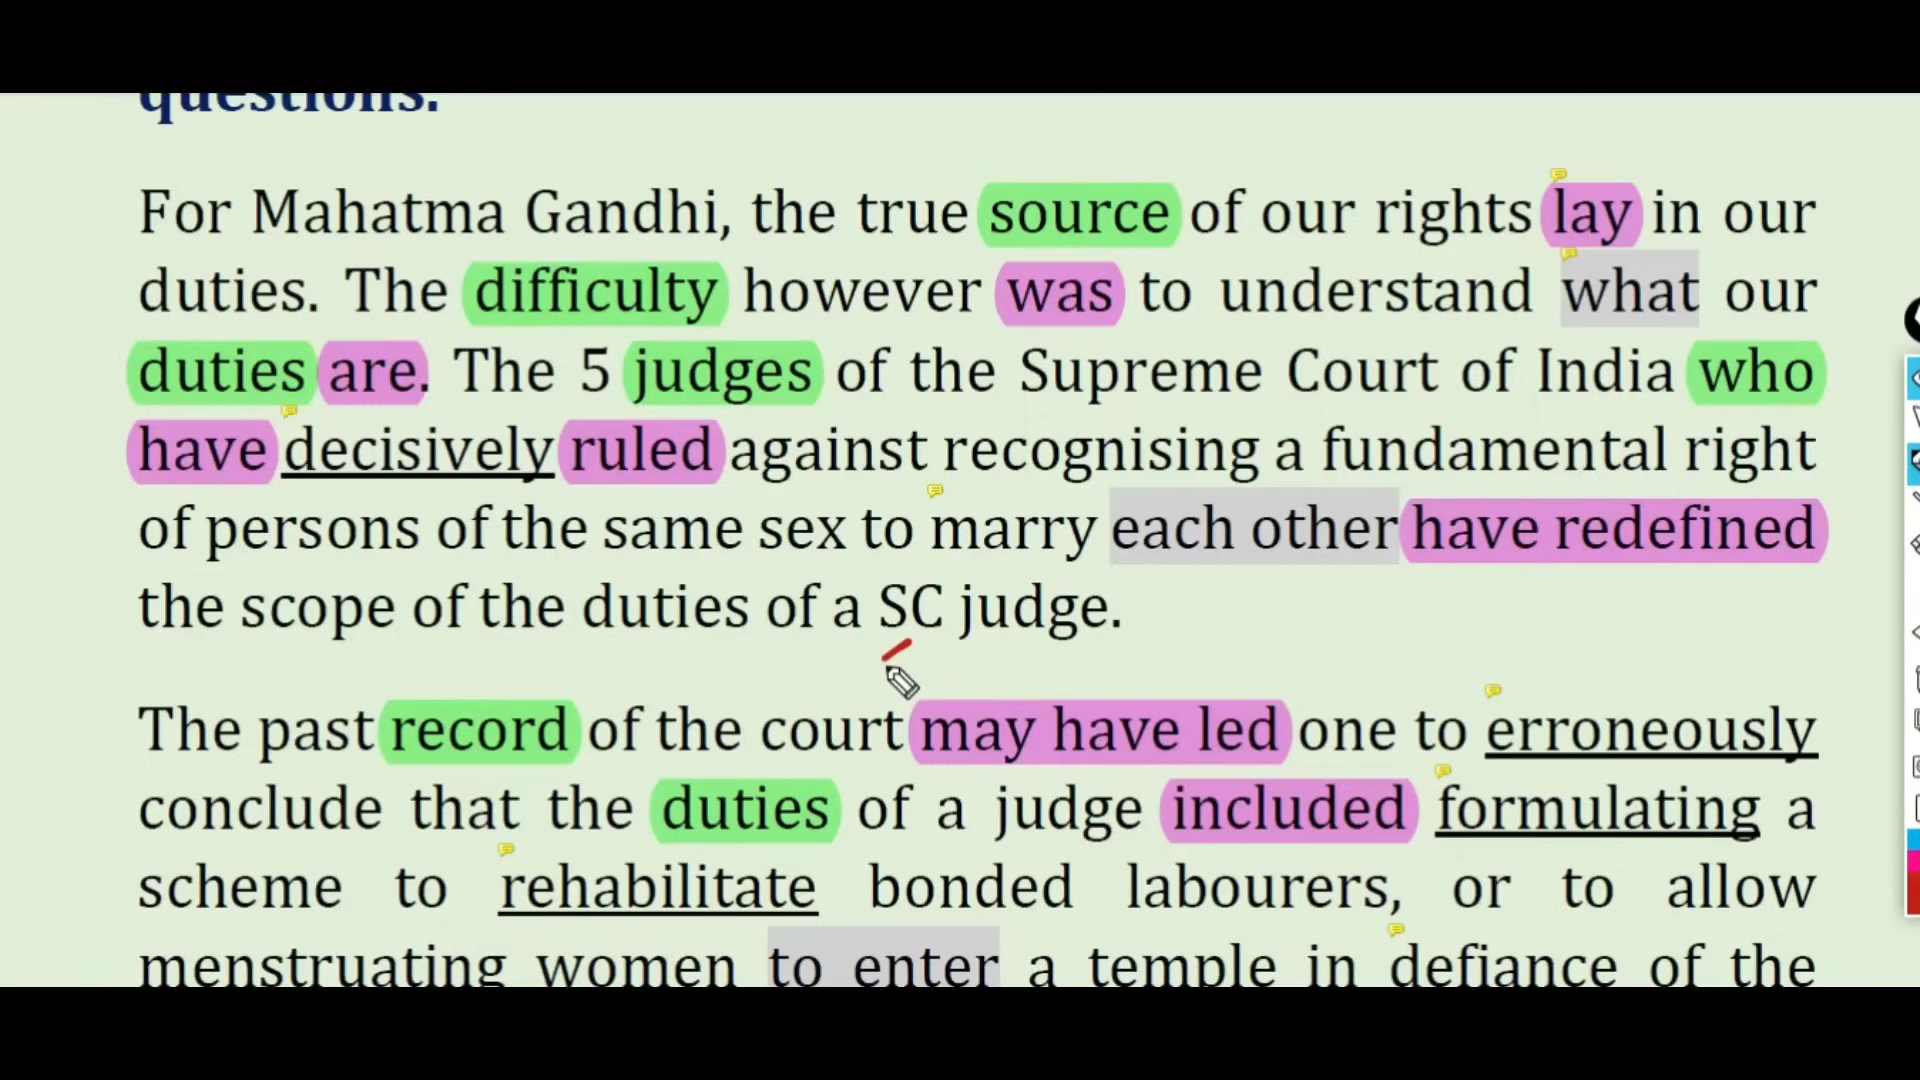 questions.
For Mahatma Gandhi, the true source of our rights lay in our
duties. The difficulty however was to understand what our
duties are. The 5 judges of the Supreme Court of India who
have decisively ruled against recognising a fundamental right
of persons of the same sex to marry each other have redefined
the scope of the duties of a SC judge.
The past record of the court may have led one to erroneously
conclude that the duties of a judge included formulating a
scheme to rehabilitate bonded labourers, or to allow
menstruating women to enter a temple in defiance of the